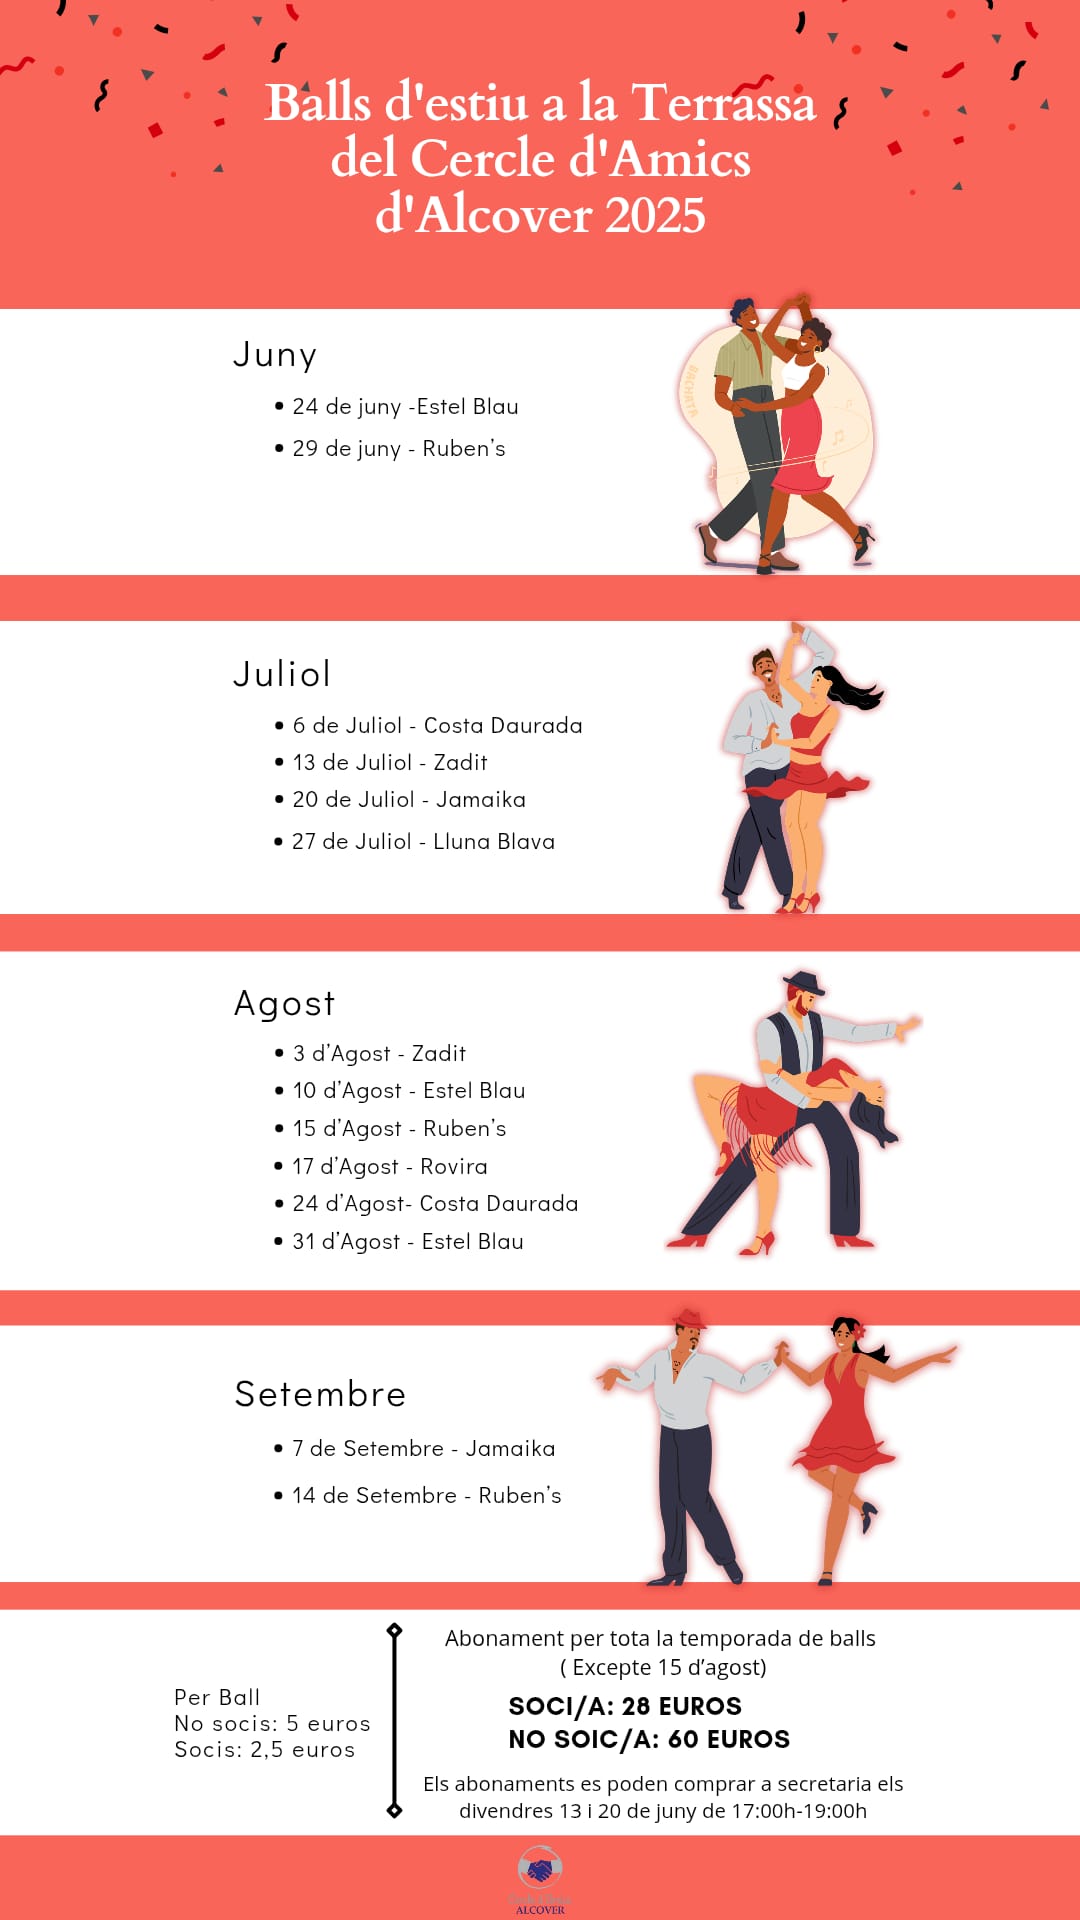 Balls d'estiu a la Terrassa
del Cercle d'Amics
d'Alcover 2025
Juny
• 24 de juny -Estel Blau
• 29 de juny - Ruben's
BACHATA
Juliol
• 6 de Juliol - Costa Daurada
• 13 de Juliol - Zadit
• 20 de Juliol - Jamaika
• 27 de Juliol - Lluna Blava
Agost
• 3 d'Agost - Zadit
• 10 d'Agost - Estel Blau
• 15 d'Agost - Ruben's
• 17 d'Agost - Rovira
• 24 d'Agost- Costa Daurada
• 31 d'Agost - Estel Blau
Setembre
• 7 de Setembre - Jamaika
• 14 de Setembre - Ruben's
Per Ball
No socis: 5 euros
Socis: 2,5 euros
Abonament per tota la temporada de balls
( Excepte 15 d'agost)
SOCI/A: 28 EUROS
NO SOIC/A: 60 EUROS
Els abonaments es poden comprar a secretaria els
divendres 13 i 20 de juny de 17:00h-19:00h
ALCOVER